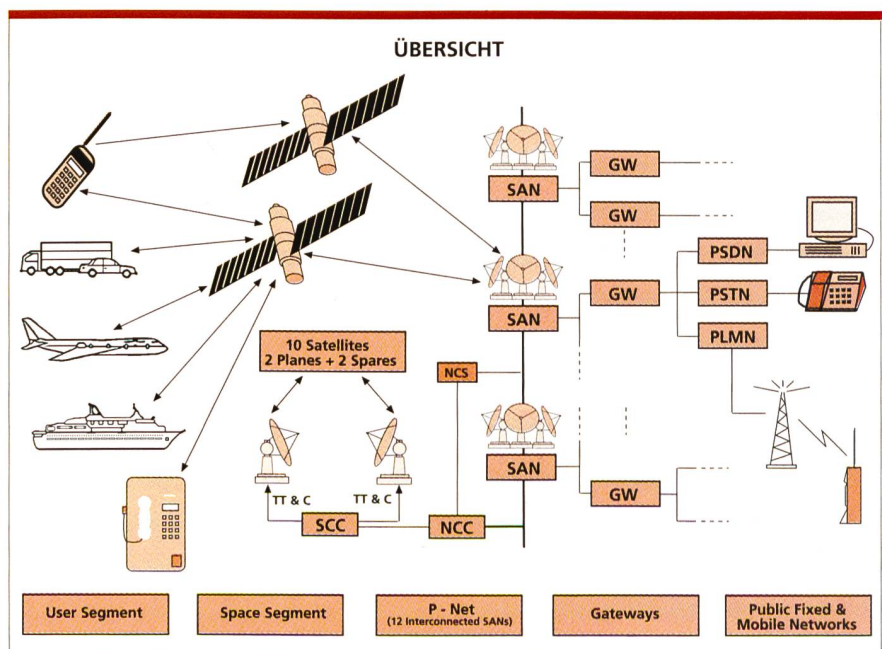 ÜBERSICHT
SAN
GW
GW
SAN
GW
PSDN
PSTN
PLMN
10 Satellites
2 Planes + 2 Spares
NCS
SAN
GW
TT & C
TT & C
SCC
NCC
User Segment
Space Segment
P - Net
(12 Interconnected SANs)
Gateways
Public Fixed &
Mobile Networks